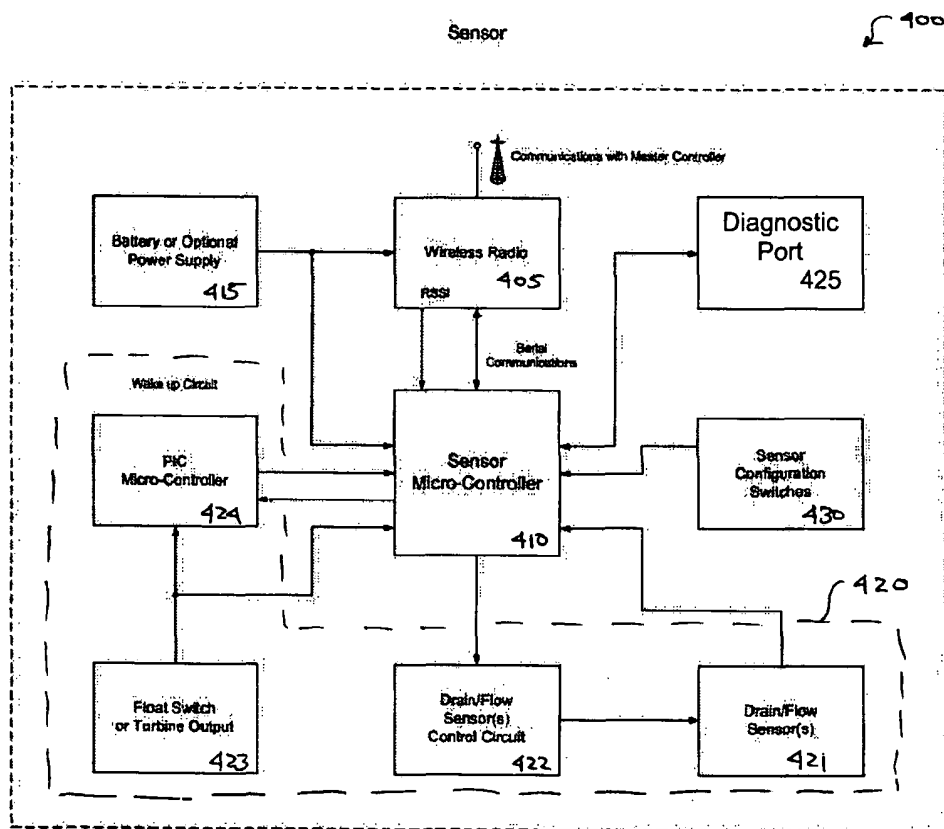 Sensor
400
Communications with Master Controller
Battery or Optional
Power Supply
415
Wireless Radio
405
RSSI
Diagnostic
Port
425
Serial
Communications
Wake up Circuit
PIC
Micro-Controller
424
Sensor
Micro-Controller
410
Sensor
Configuration
Switches
430
420
Float Switch
or Turbine Output
423
Drain/Flow
Sensor(s)
Control Circuit
422
Drain/Flow
Sensor(s)
421